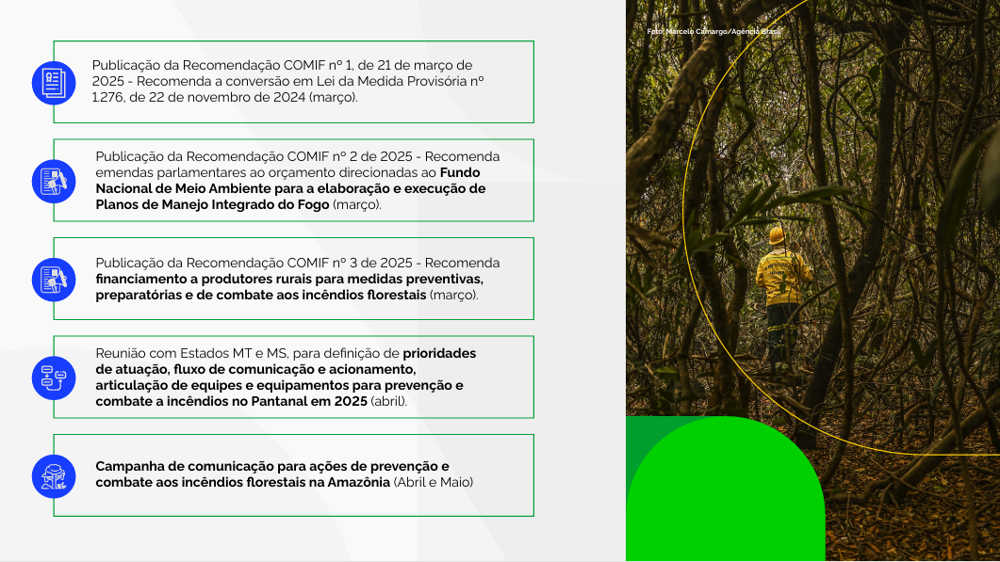 Foto: Marcelo Camargo/Agência Brasil
Publicação da Recomendação COMIF nº 1, de 21 de março de
2025 - Recomenda a conversão em Lei da Medida Provisória nº
1.276, de 22 de novembro de 2024 (março).
Publicação da Recomendação COMIF nº 2 de 2025 - Recomenda
emendas parlamentares ao orçamento direcionadas ao Fundo
Nacional de Meio Ambiente para a elaboração e execução de
Planos de Manejo Integrado do Fogo (março).
Publicação da Recomendação COMIF nº 3 de 2025 - Recomenda
financiamento a produtores rurais para medidas preventivas,
preparatórias e de combate aos incêndios florestais (março).
Reunião com Estados MT e MS, para definição de prioridades
de atuação, fluxo de comunicação e acionamento,
articulação de equipes e equipamentos para prevenção e
combate a incêndios no Pantanal em 2025 (abril).
Campanha de comunicação para ações de prevenção e
combate aos incêndios florestais na Amazônia (Abril e Maio)